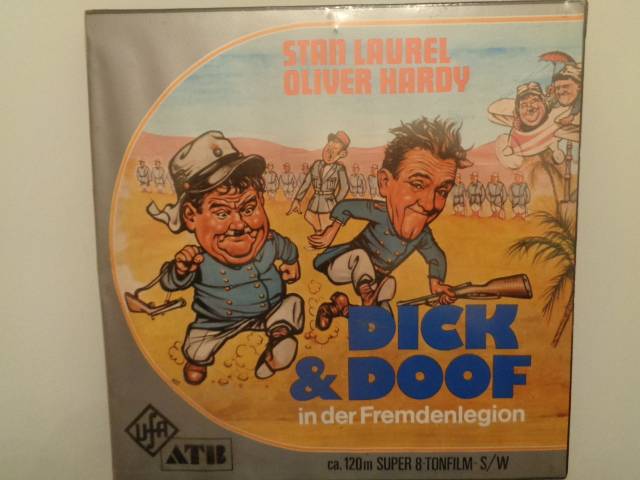 STAN LAUREL
OLIVER HARDY
DICK
& DOOF
in der Fremdenlegion
ufa
ATB
ca. 120m SUPER 8-TONFILM- S/W